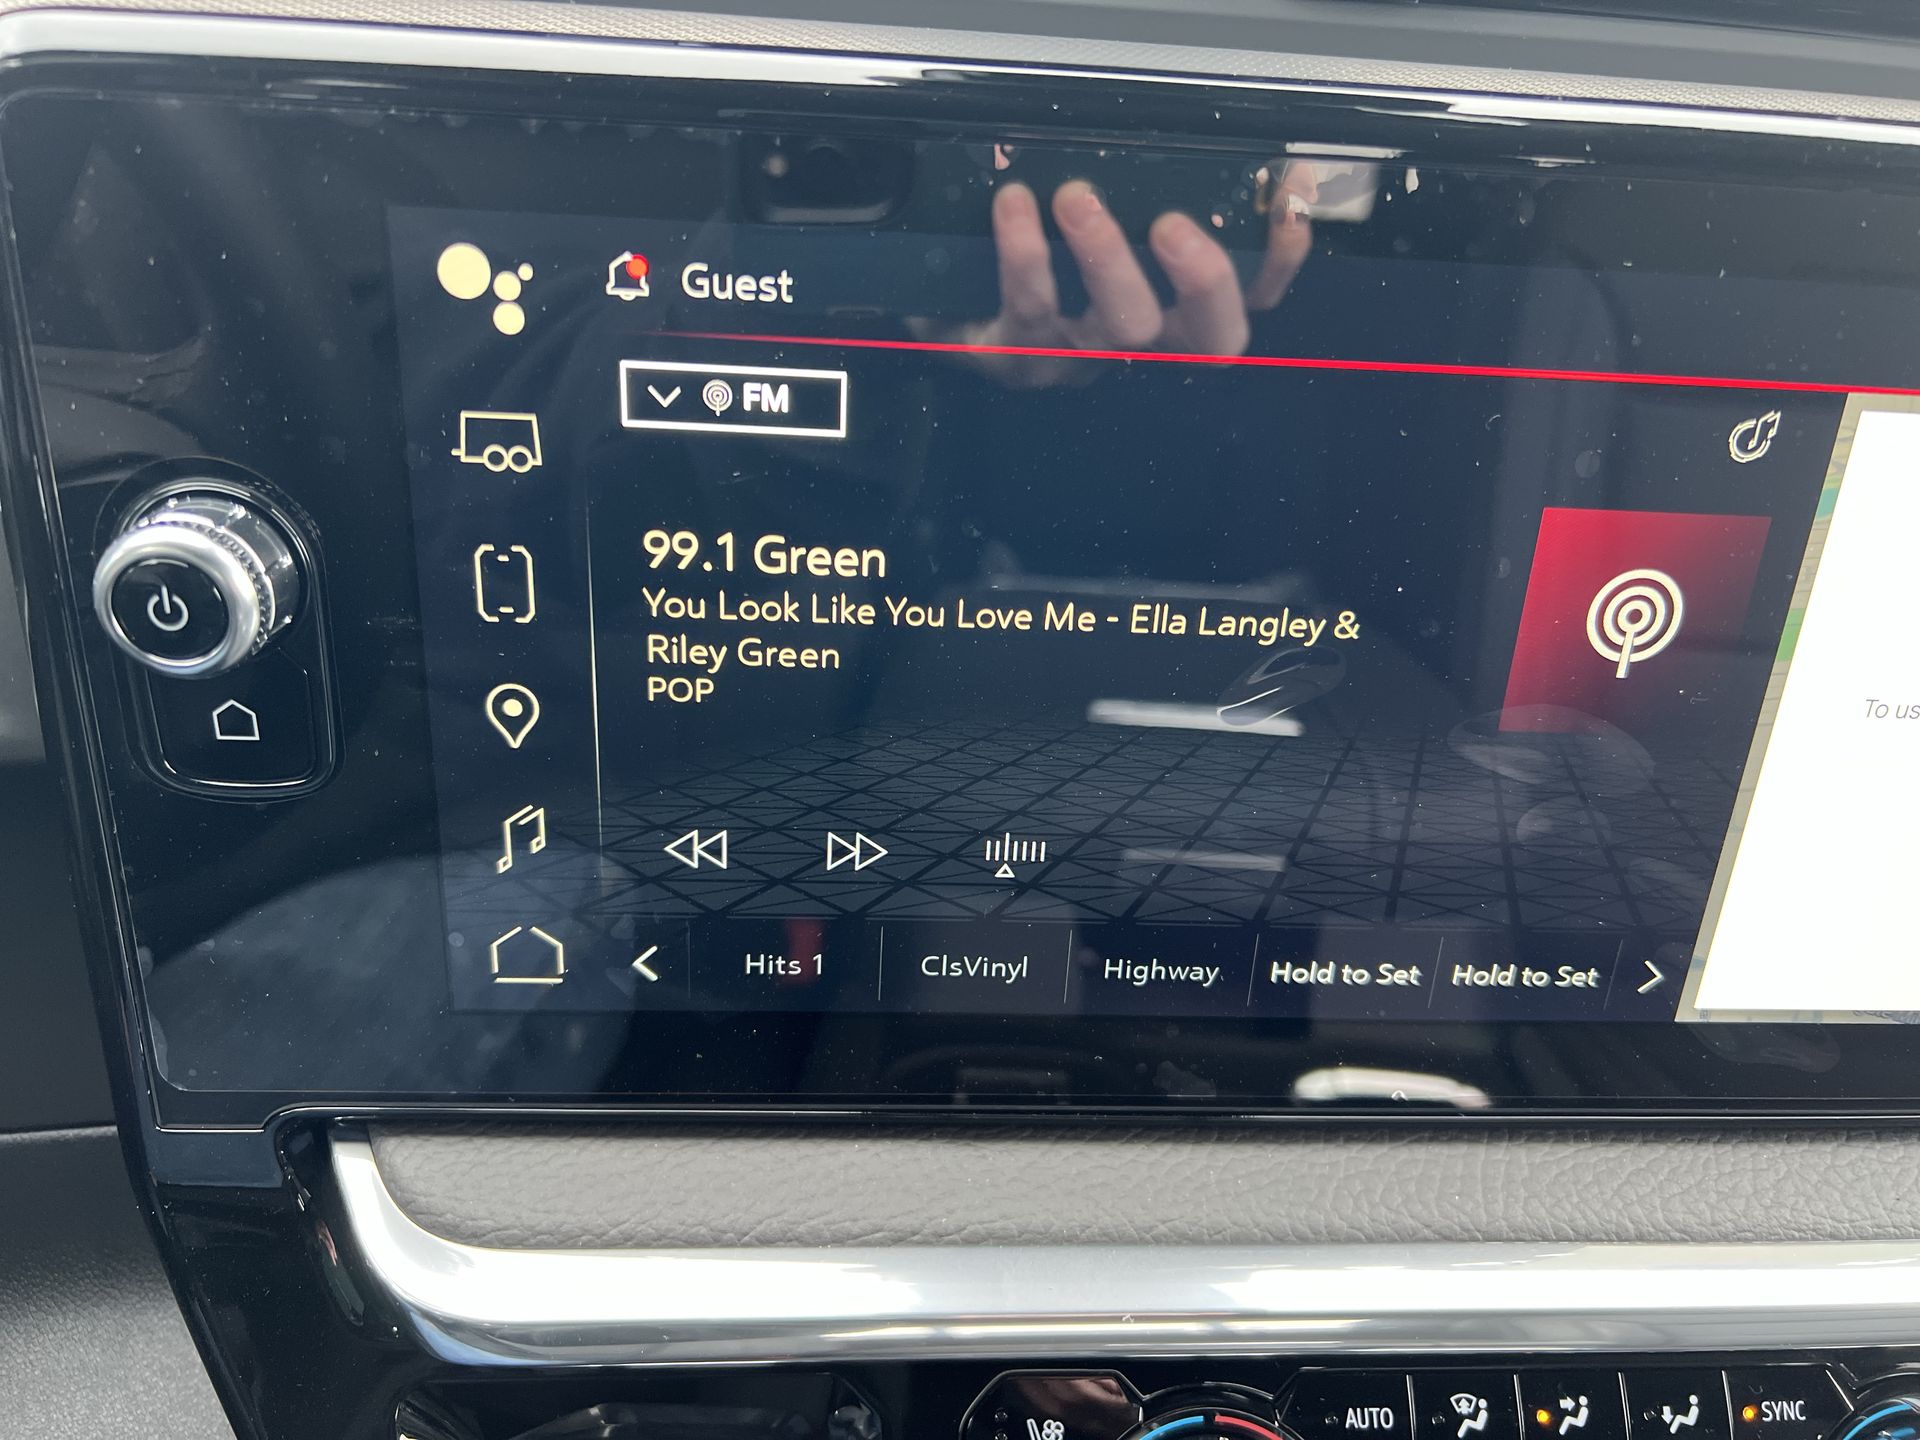 Guest
FM
99.1 Green
You Look Like You Love Me - Ella Langley &
Riley Green
POP
To us
Hits 1
ClsVinyl
Highway
Hold to Set
Hold to Set
AUTO
SYNC